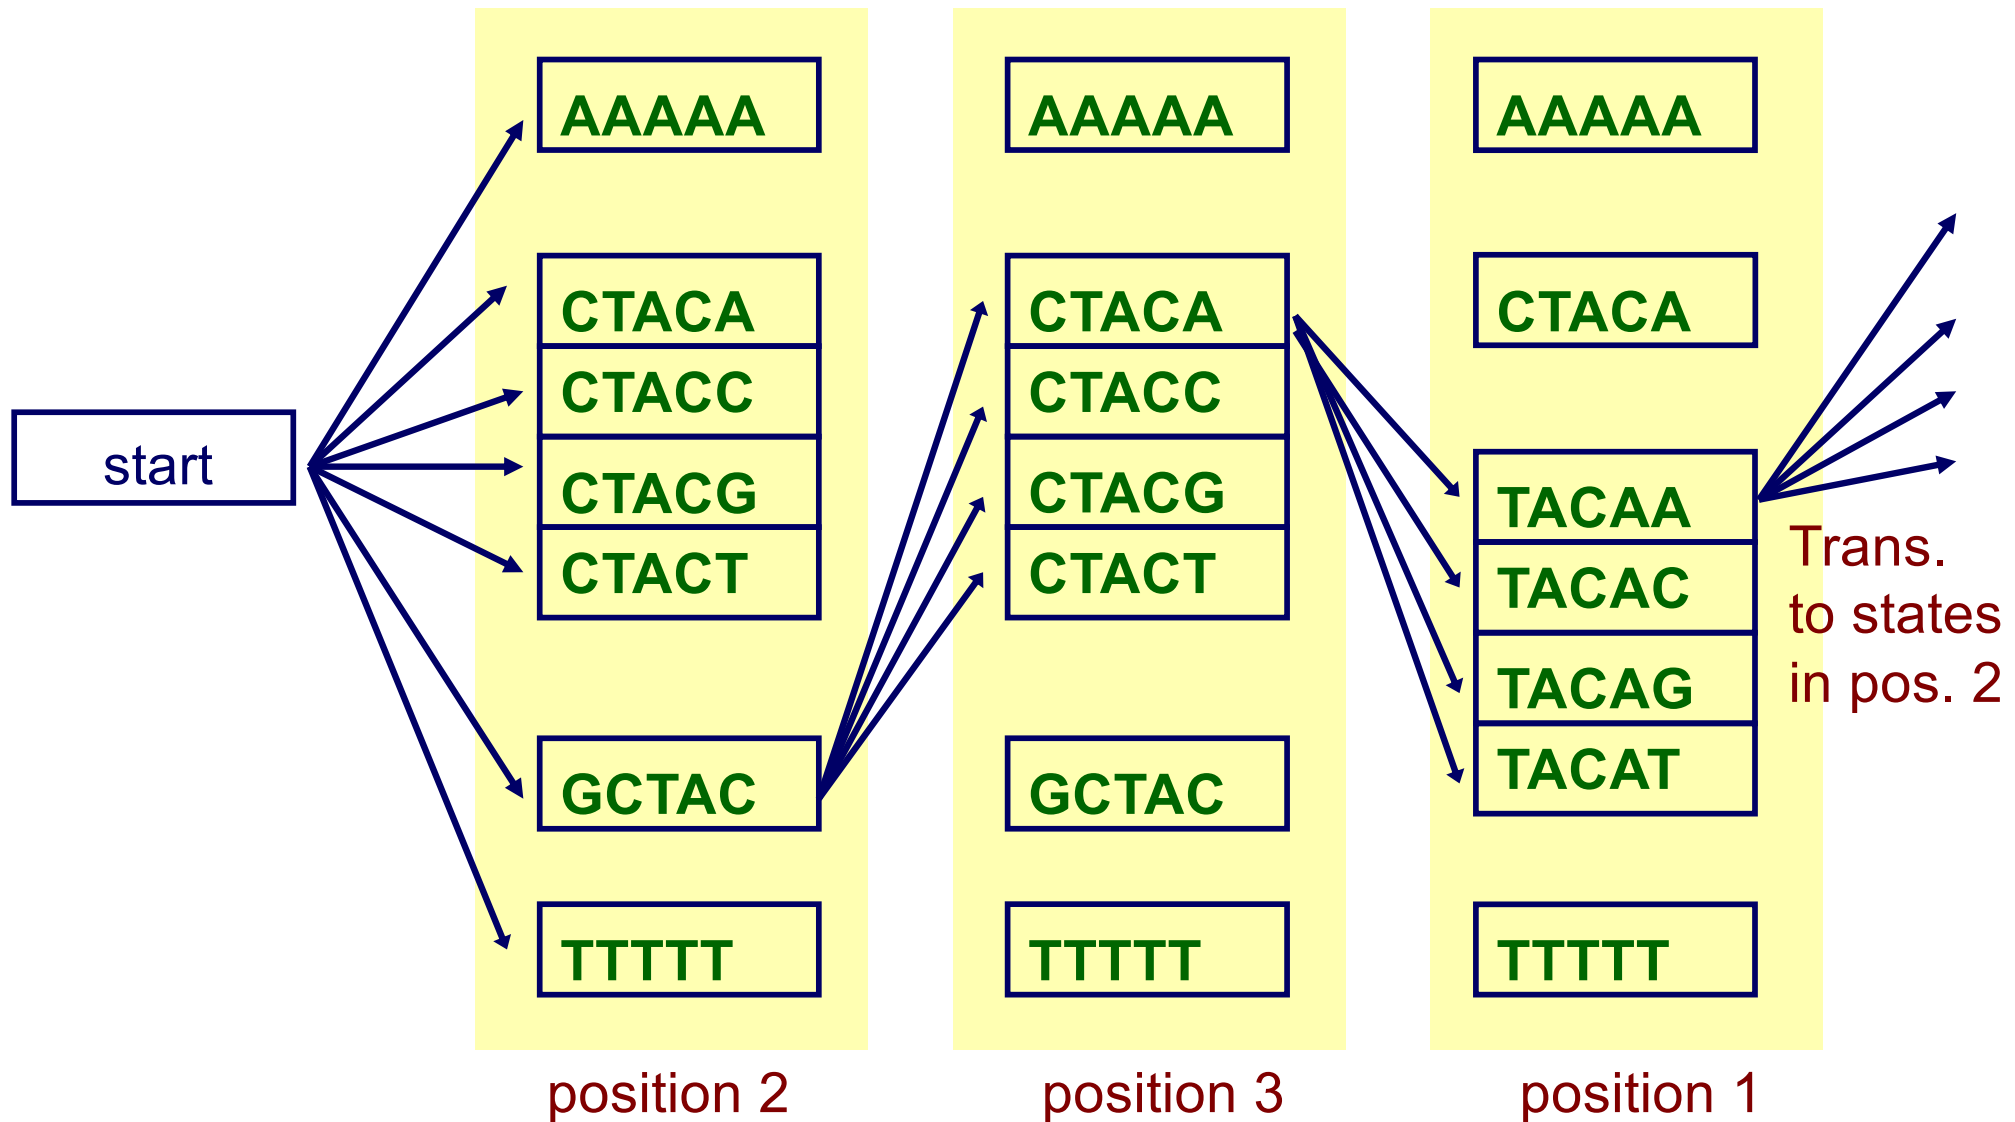 start
AAAAA
CTACA
CTACC
CTACG
CTACT
GCTAC
TTTTT
position 2
AAAAA
CTACA
CTACC
CTACG
CTACT
GCTAC
TTTTT
position 3
AAAAA
CTACA
TACAA
TACAC
TACAG
TACAT
TTTTT
position 1
Trans.
to states
in pos. 2